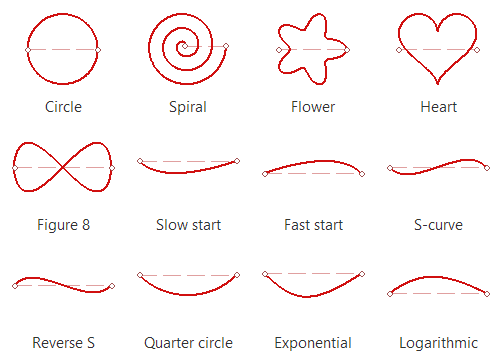 Circle
Spiral
Flower
Heart
Figure 8
Slow start
Fast start
S-curve
Reverse S
Quarter circle
Exponential
Logarithmic